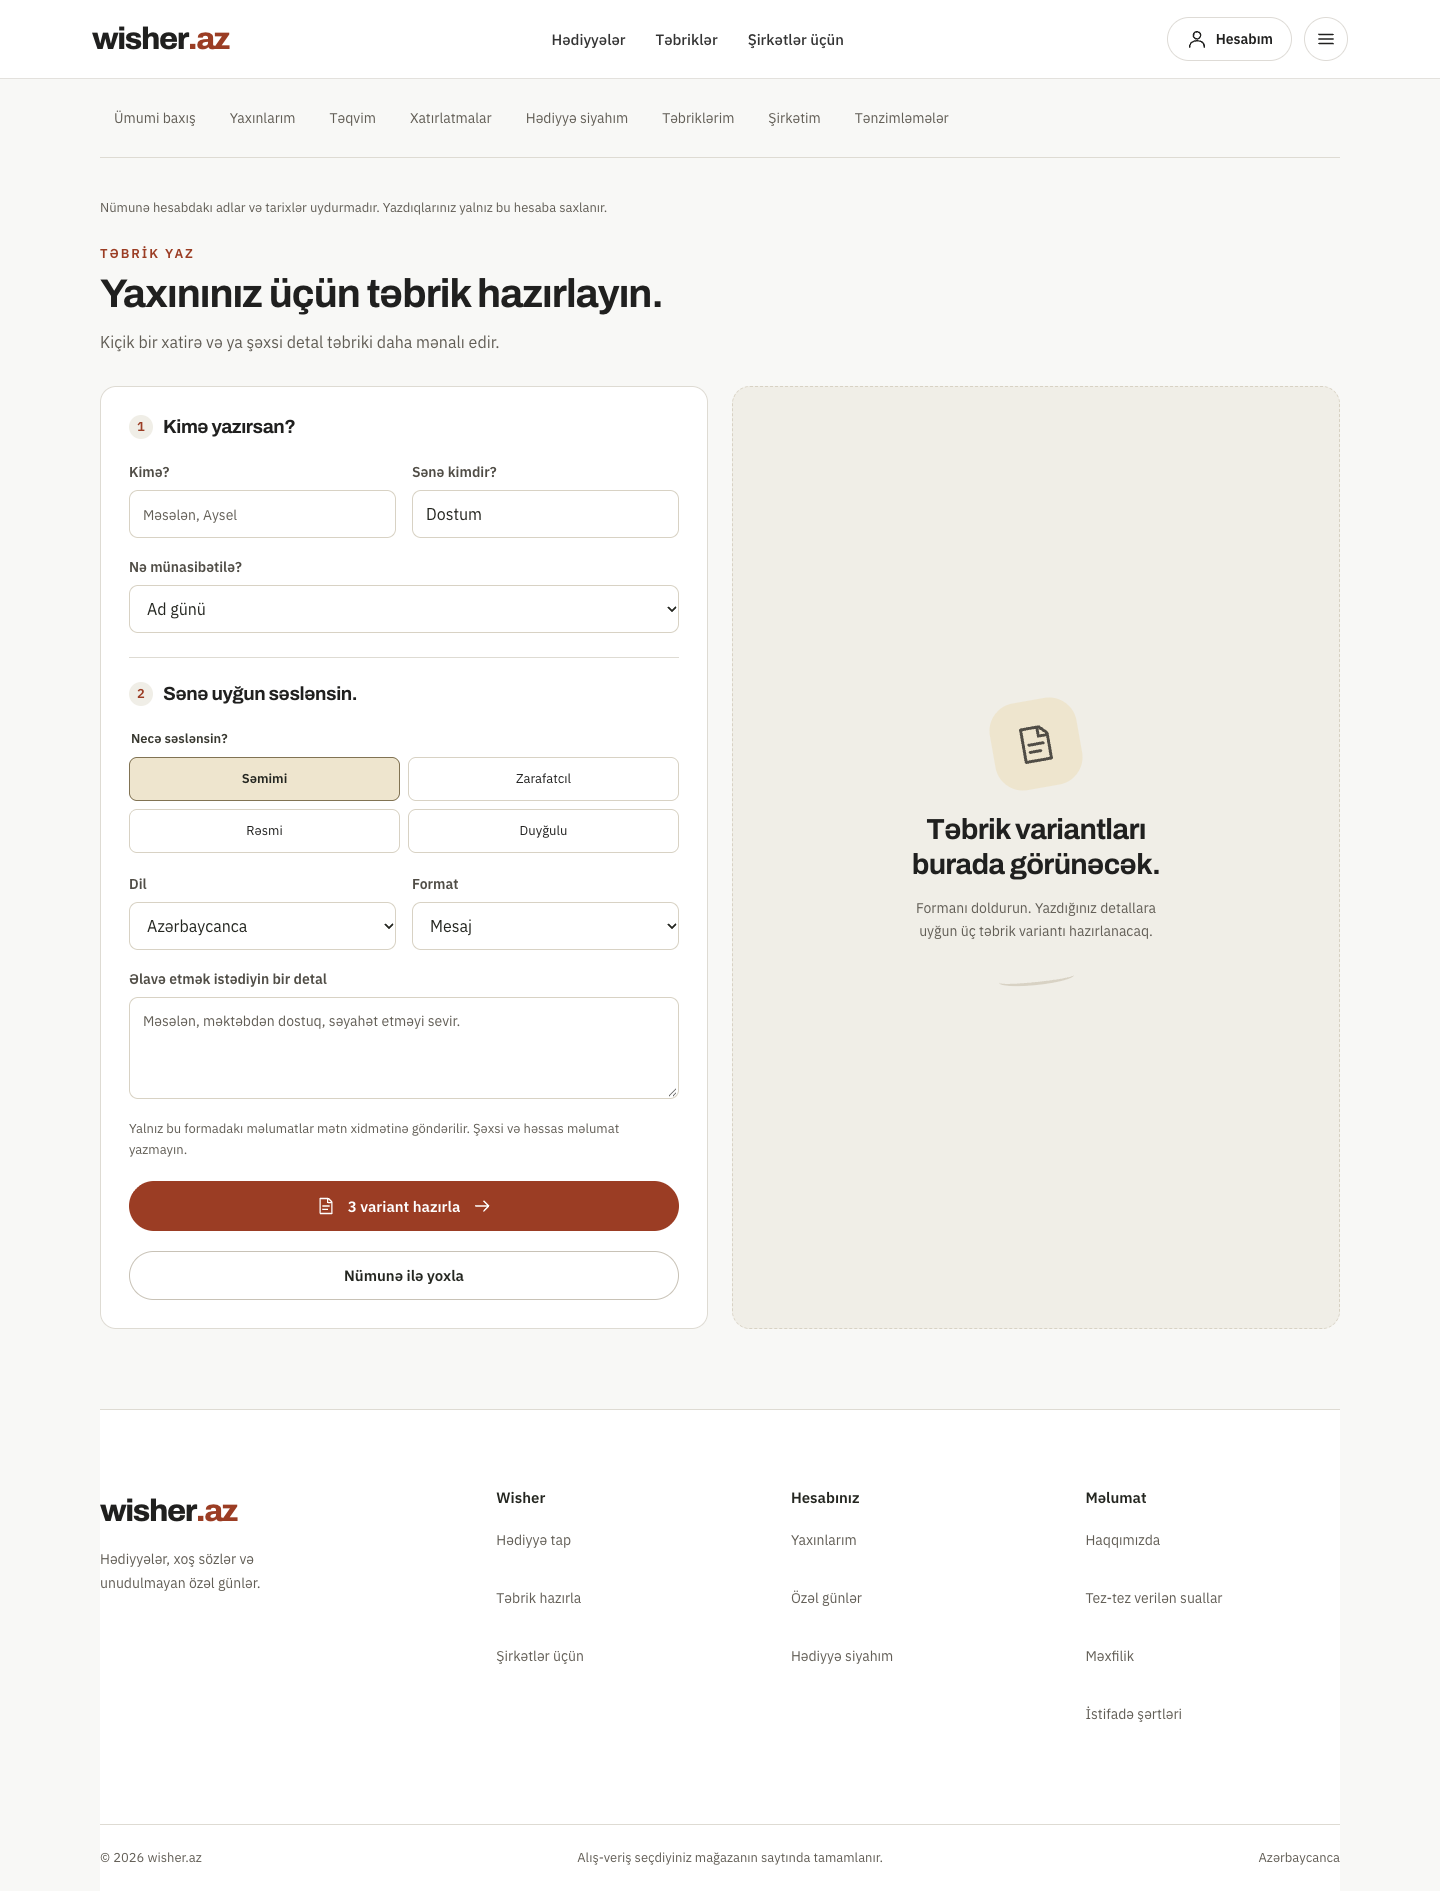 wisher.az
Hədiyyələr
Təbriklər
Şirkətlər üçün
Hesabım
Ümumi baxış
Yaxınlarım
Təqvim
Xatırlatmalar
Hədiyyə siyahım
Təbriklərim
Şirkətim
Tənzimləmələr
Nümunə hesabdakı adlar və tarixlər uydurmadır. Yazdıqlarınız yalnız bu hesaba saxlanır.
TƏBRİK YAZ
Yaxınınız üçün təbrik hazırlayın.
Kiçik bir xatirə və ya şəxsi detal təbriki daha mənalı edir.
1 Kimə yazırsan?
Kimə?
Sənə kimdir?
Məsələn, Aysel
Dostum
Nə münasibətilə?
Ad günü
2 Sənə uyğun səslənsin.
Necə səslənsin?
Səmimi
Zarafatcıl
Rəsmi
Duyğulu
Dil
Format
Azərbaycanca
Mesaj
Əlavə etmək istədiyin bir detal
Məsələn, məktəbdən dostuq, səyahət etməyi sevir.
Yalnız bu formadakı məlumatlar mətn xidmətinə göndərilir. Şəxsi və həssas məlumat
yazmayın.
3 variant hazırla
Nümunə ilə yoxla
Təbrik variantları
burada görünəcək.
Formanı doldurun. Yazdığınız detallara
uyğun üç təbrik variantı hazırlanacaq.
wisher.az
Hədiyyələr, xoş sözlər və
unudulmayan özəl günlər.
Wisher
Hədiyyə tap
Təbrik hazırla
Şirkətlər üçün
Hesabınız
Yaxınlarım
Özəl günlər
Hədiyyə siyahım
Məlumat
Haqqımızda
Tez-tez verilən suallar
Məxfilik
İstifadə şərtləri
© 2026 wisher.az
Alış-veriş seçdiyiniz mağazanın saytında tamamlanır.
Azərbaycanca